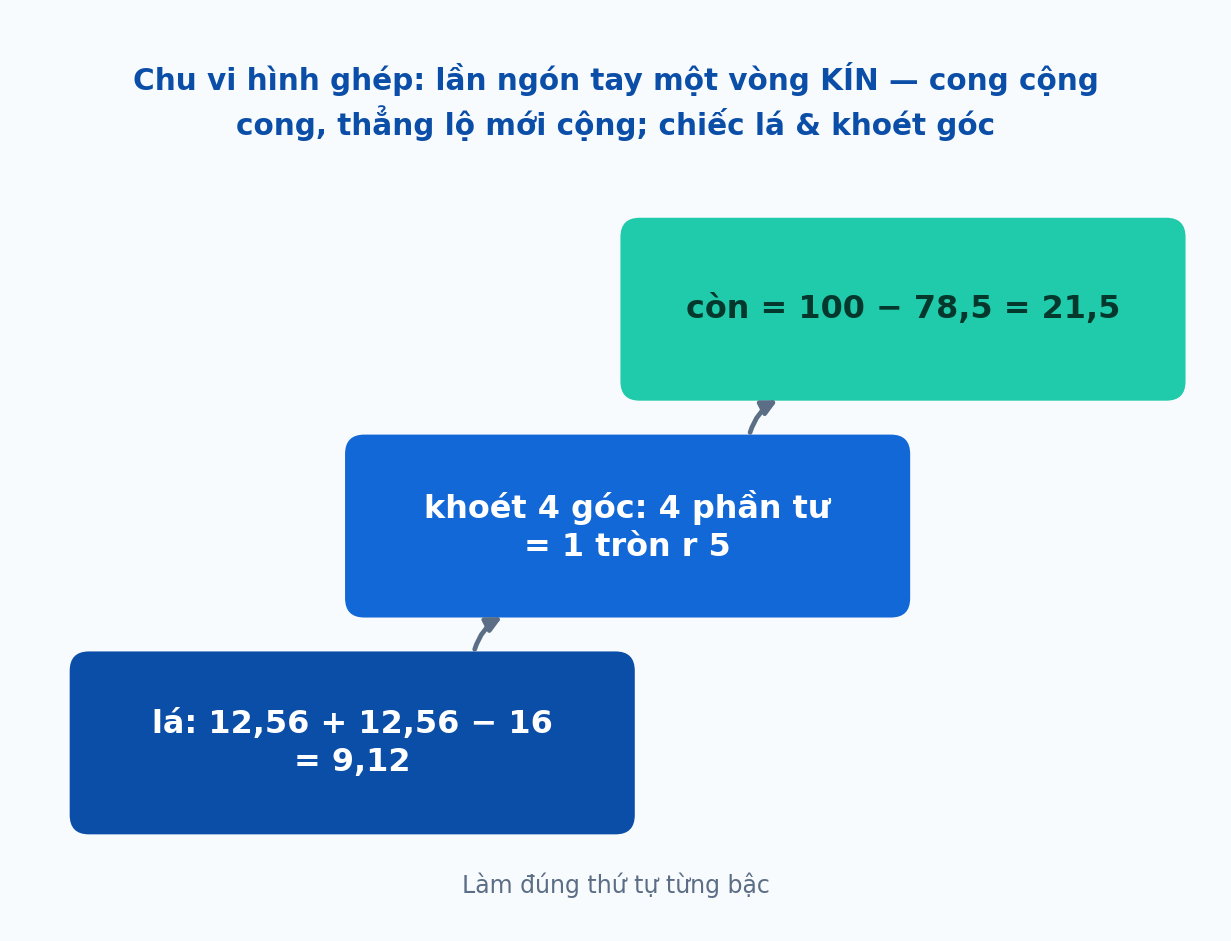 Chu vi hình ghép: lần ngón tay một vòng KÍN — cong cộng
cong, thẳng lộ mới cộng; chiếc lá & khoét góc
còn = 100 − 78,5 = 21,5
khoét 4 góc: 4 phần tư
= 1 tròn r 5
lá: 12,56 + 12,56 − 16
= 9,12
Làm đúng thứ tự từng bậc